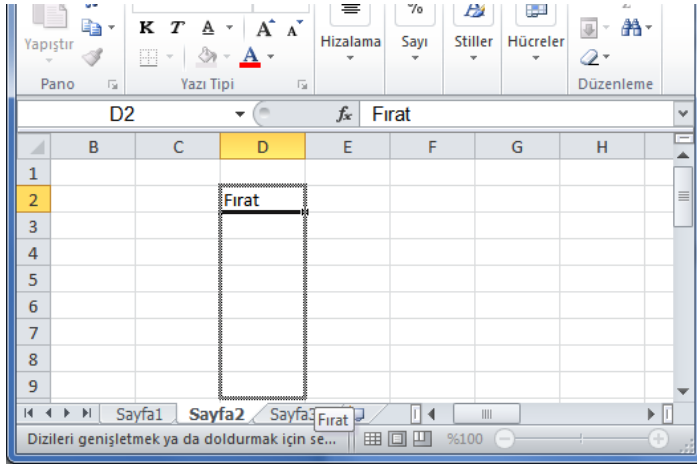 %
K T A A A
Yapıştır
A
Hizalama Sayı Stiller Hücreler
Pano Yazı Tipi Düzenleme
D2 fx Fırat
B C D E F G H
1
2 Fırat
3
4
5
6
7
8
9
Sayfa1 Sayfa2 Sayfa3
Fırat
Dizileri genişletmek ya da doldurmak için se... %100